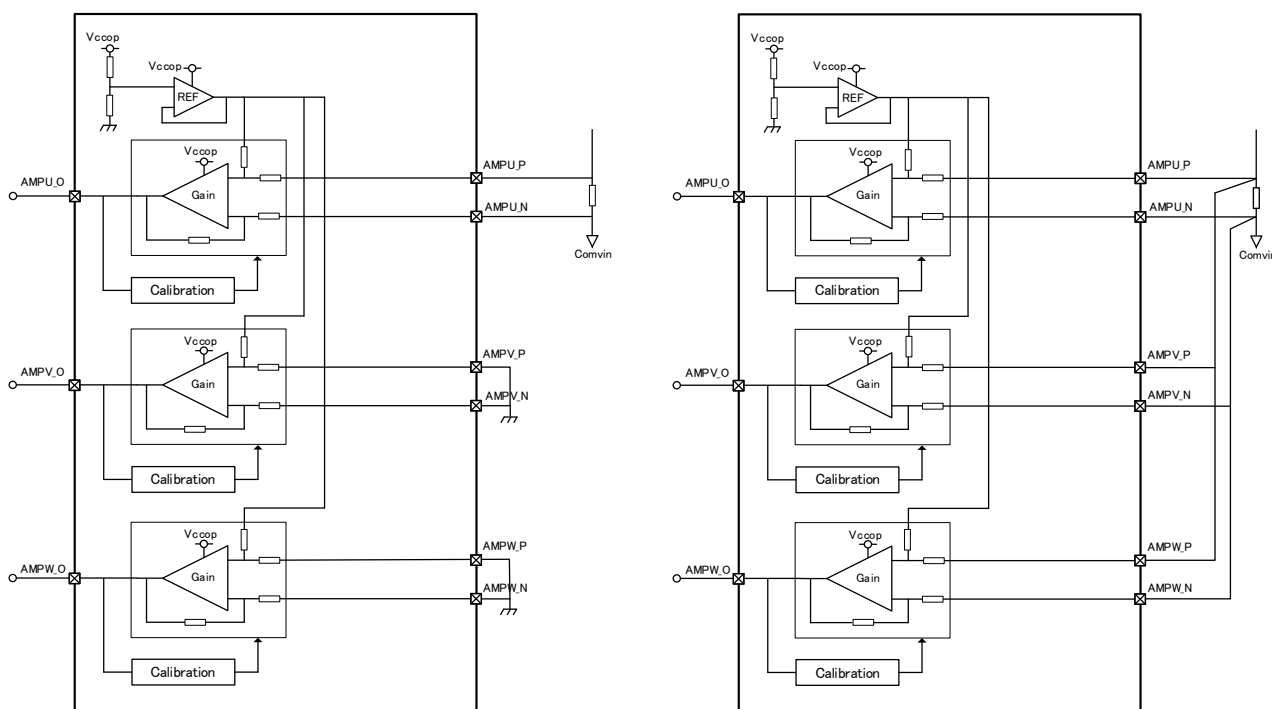 Vccop
Vccop
REF
Vccop
Gain
AMPU_O
AMPU_P
AMPU_N
Comvin
Calibration
Vccop
Gain
AMPV_O
AMPV_P
AMPV_N
Calibration
Vccop
Gain
AMPW_O
AMPW_P
AMPW_N
Calibration
Vccop
Vccop
REF
Vccop
Gain
AMPU_O
AMPU_P
AMPU_N
Comvin
Calibration
Vccop
Gain
AMPV_O
AMPV_P
AMPV_N
Calibration
Vccop
Gain
AMPW_O
AMPW_P
AMPW_N
Calibration